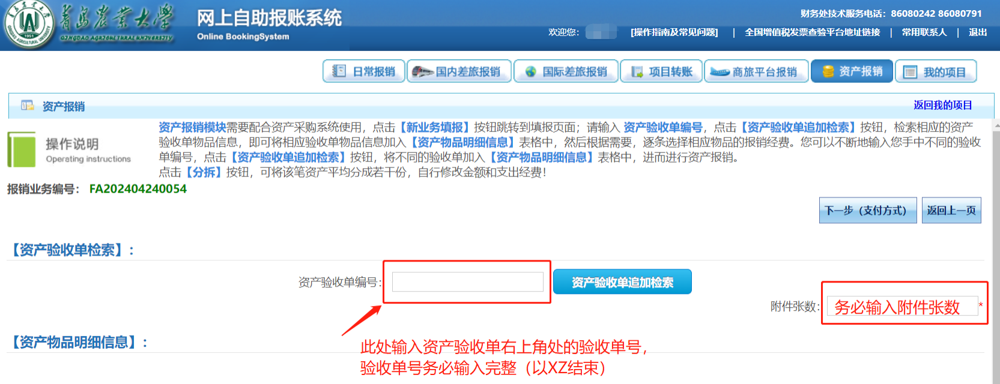 青岛农业大学
QINGDAO AGRICULTURAL UNIVERSITY
网上自助报账系统
Online BookingSystem
财务处技术服务电话：86080242 86080791
欢迎您： [操作指南及常见问题] | 全国增值税发票查验平台地址链接 | 常用联系人 | 退出
日常报销 国内差旅报销 国际差旅报销 项目转账 商旅平台报销 资产报销 我的项目
资产报销 返回我的项目
操作说明
Operating instructions
资产报销模块需要配合资产采购系统使用，点击【新业务填报】按钮跳转到填报页面；请输入 资产验收单编号，点击【资产验收单追加检索】按钮，检索相应的资产
验收单物品信息，即可将相应验收单物品信息加入【资产物品明细信息】表格中，然后根据需要，逐条选择相应物品的报销经费。您可以不断地输入您手中不同的验收
单编号，点击【资产验收单追加检索】按钮，将不同的验收单加入【资产物品明细信息】表格中，进而进行资产报销。
点击【分拆】按钮，可将该笔资产平均分成若干份，自行修改金额和支出经费！
报销业务编号： FA202404240054
下一步（支付方式） 返回上一页
【资产验收单检索】：
资产验收单编号： 资产验收单追加检索
附件张数： 务必输入附件张数 *
【资产物品明细信息】：
此处输入资产验收单右上角处的验收单号，
验收单号务必输入完整（以XZ结束）